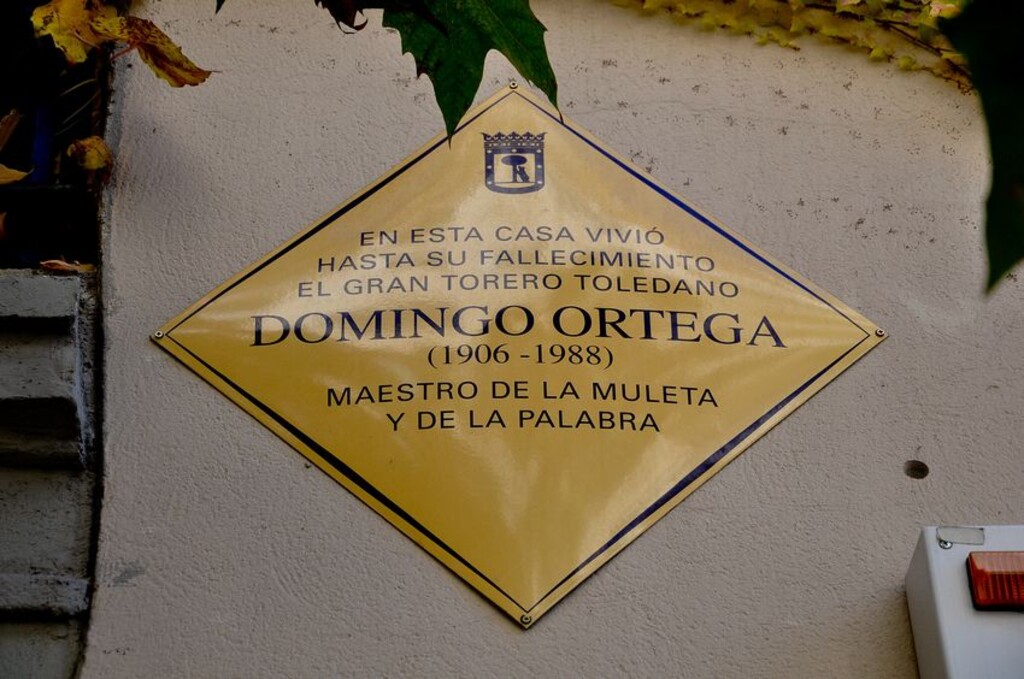 EN ESTA CASA VIVIÓ
HASTA SU FALLECIMIENTO
EL GRAN TORERO TOLEDANO
DOMINGO ORTEGA
(1906 -1988)
MAESTRO DE LA MULETA
Y DE LA PALABRA